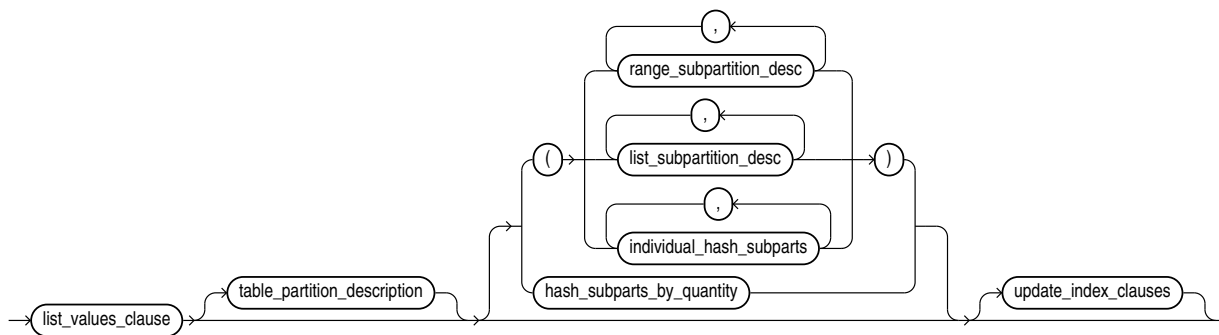 ,
range_subpartition_desc
,
( list_subpartition_desc )
,
individual_hash_subparts
table_partition_description hash_subparts_by_quantity update_index_clauses
list_values_clause